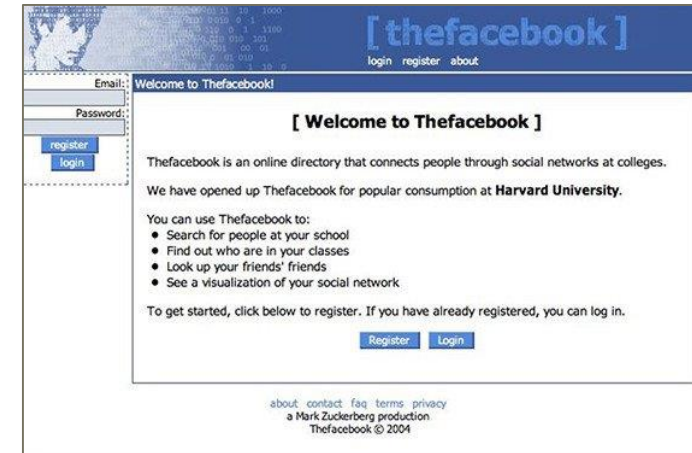 [ thefacebook ]
login register about
Email:
Password:
register
login
Welcome to Thefacebook!
[ Welcome to Thefacebook ]
Thefacebook is an online directory that connects people through social networks at colleges.
We have opened up Thefacebook for popular consumption at Harvard University.
You can use Thefacebook to:
• Search for people at your school
• Find out who are in your classes
• Look up your friends' friends
• See a visualization of your social network
To get started, click below to register. If you have already registered, you can log in.
Register Login
about contact faq terms privacy
a Mark Zuckerberg production
Thefacebook © 2004